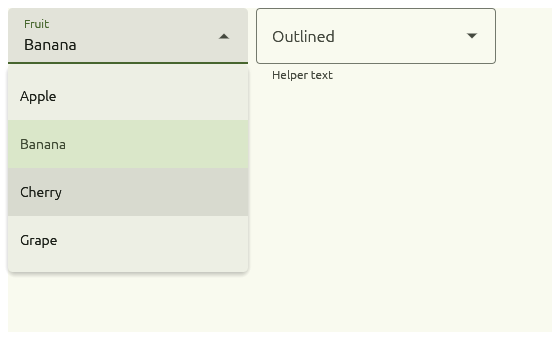 Fruit
Banana
Outlined
Helper text
Apple
Banana
Cherry
Grape